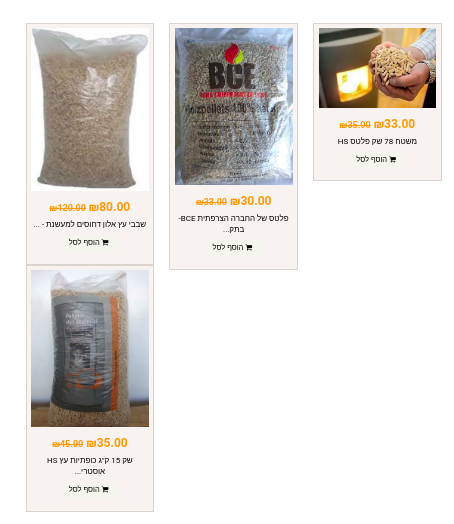 ₪35.00 ₪33.00
משטח 78 שק פלטס HS
הוסף לסל
BCE
Holzpellets 100%
₪33.00 ₪30.00
פלטס של החברה הצרפתית BCE-
בתק...
הוסף לסל
₪120.00 ₪80.00
שבבי עץ אלון דחוסים למעשנת - ...
הוסף לסל
₪45.00 ₪35.00
שק 15 ק"ג כופתיות עץ HS
אוסטרי...
הוסף לסל